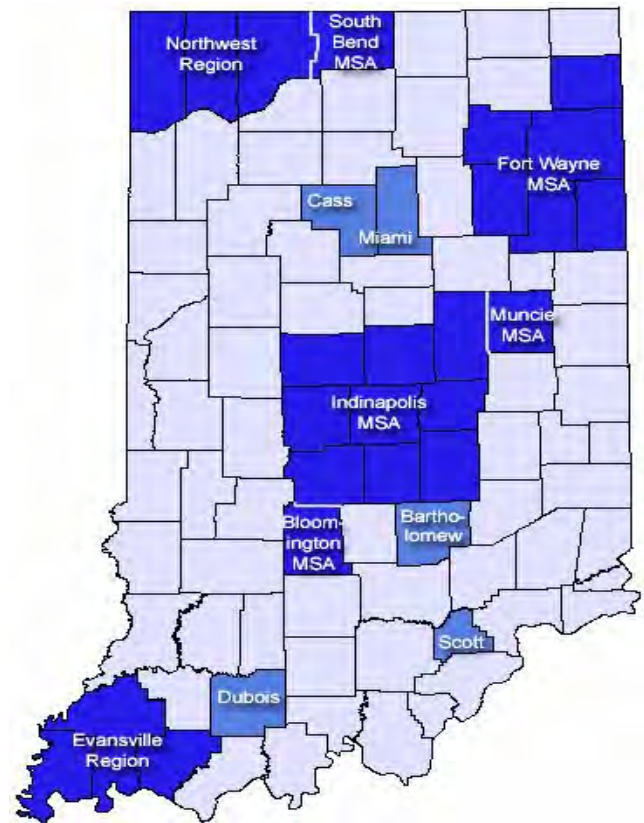 Northwest
Region
South
Bend
MSA
Fort Wayne
MSA
Cass
Miami
Muncie
MSA
Indinapolis
MSA
Bloom-
ington
MSA
Bartho-
lomew
Scott
Dubois
Evansville
Region